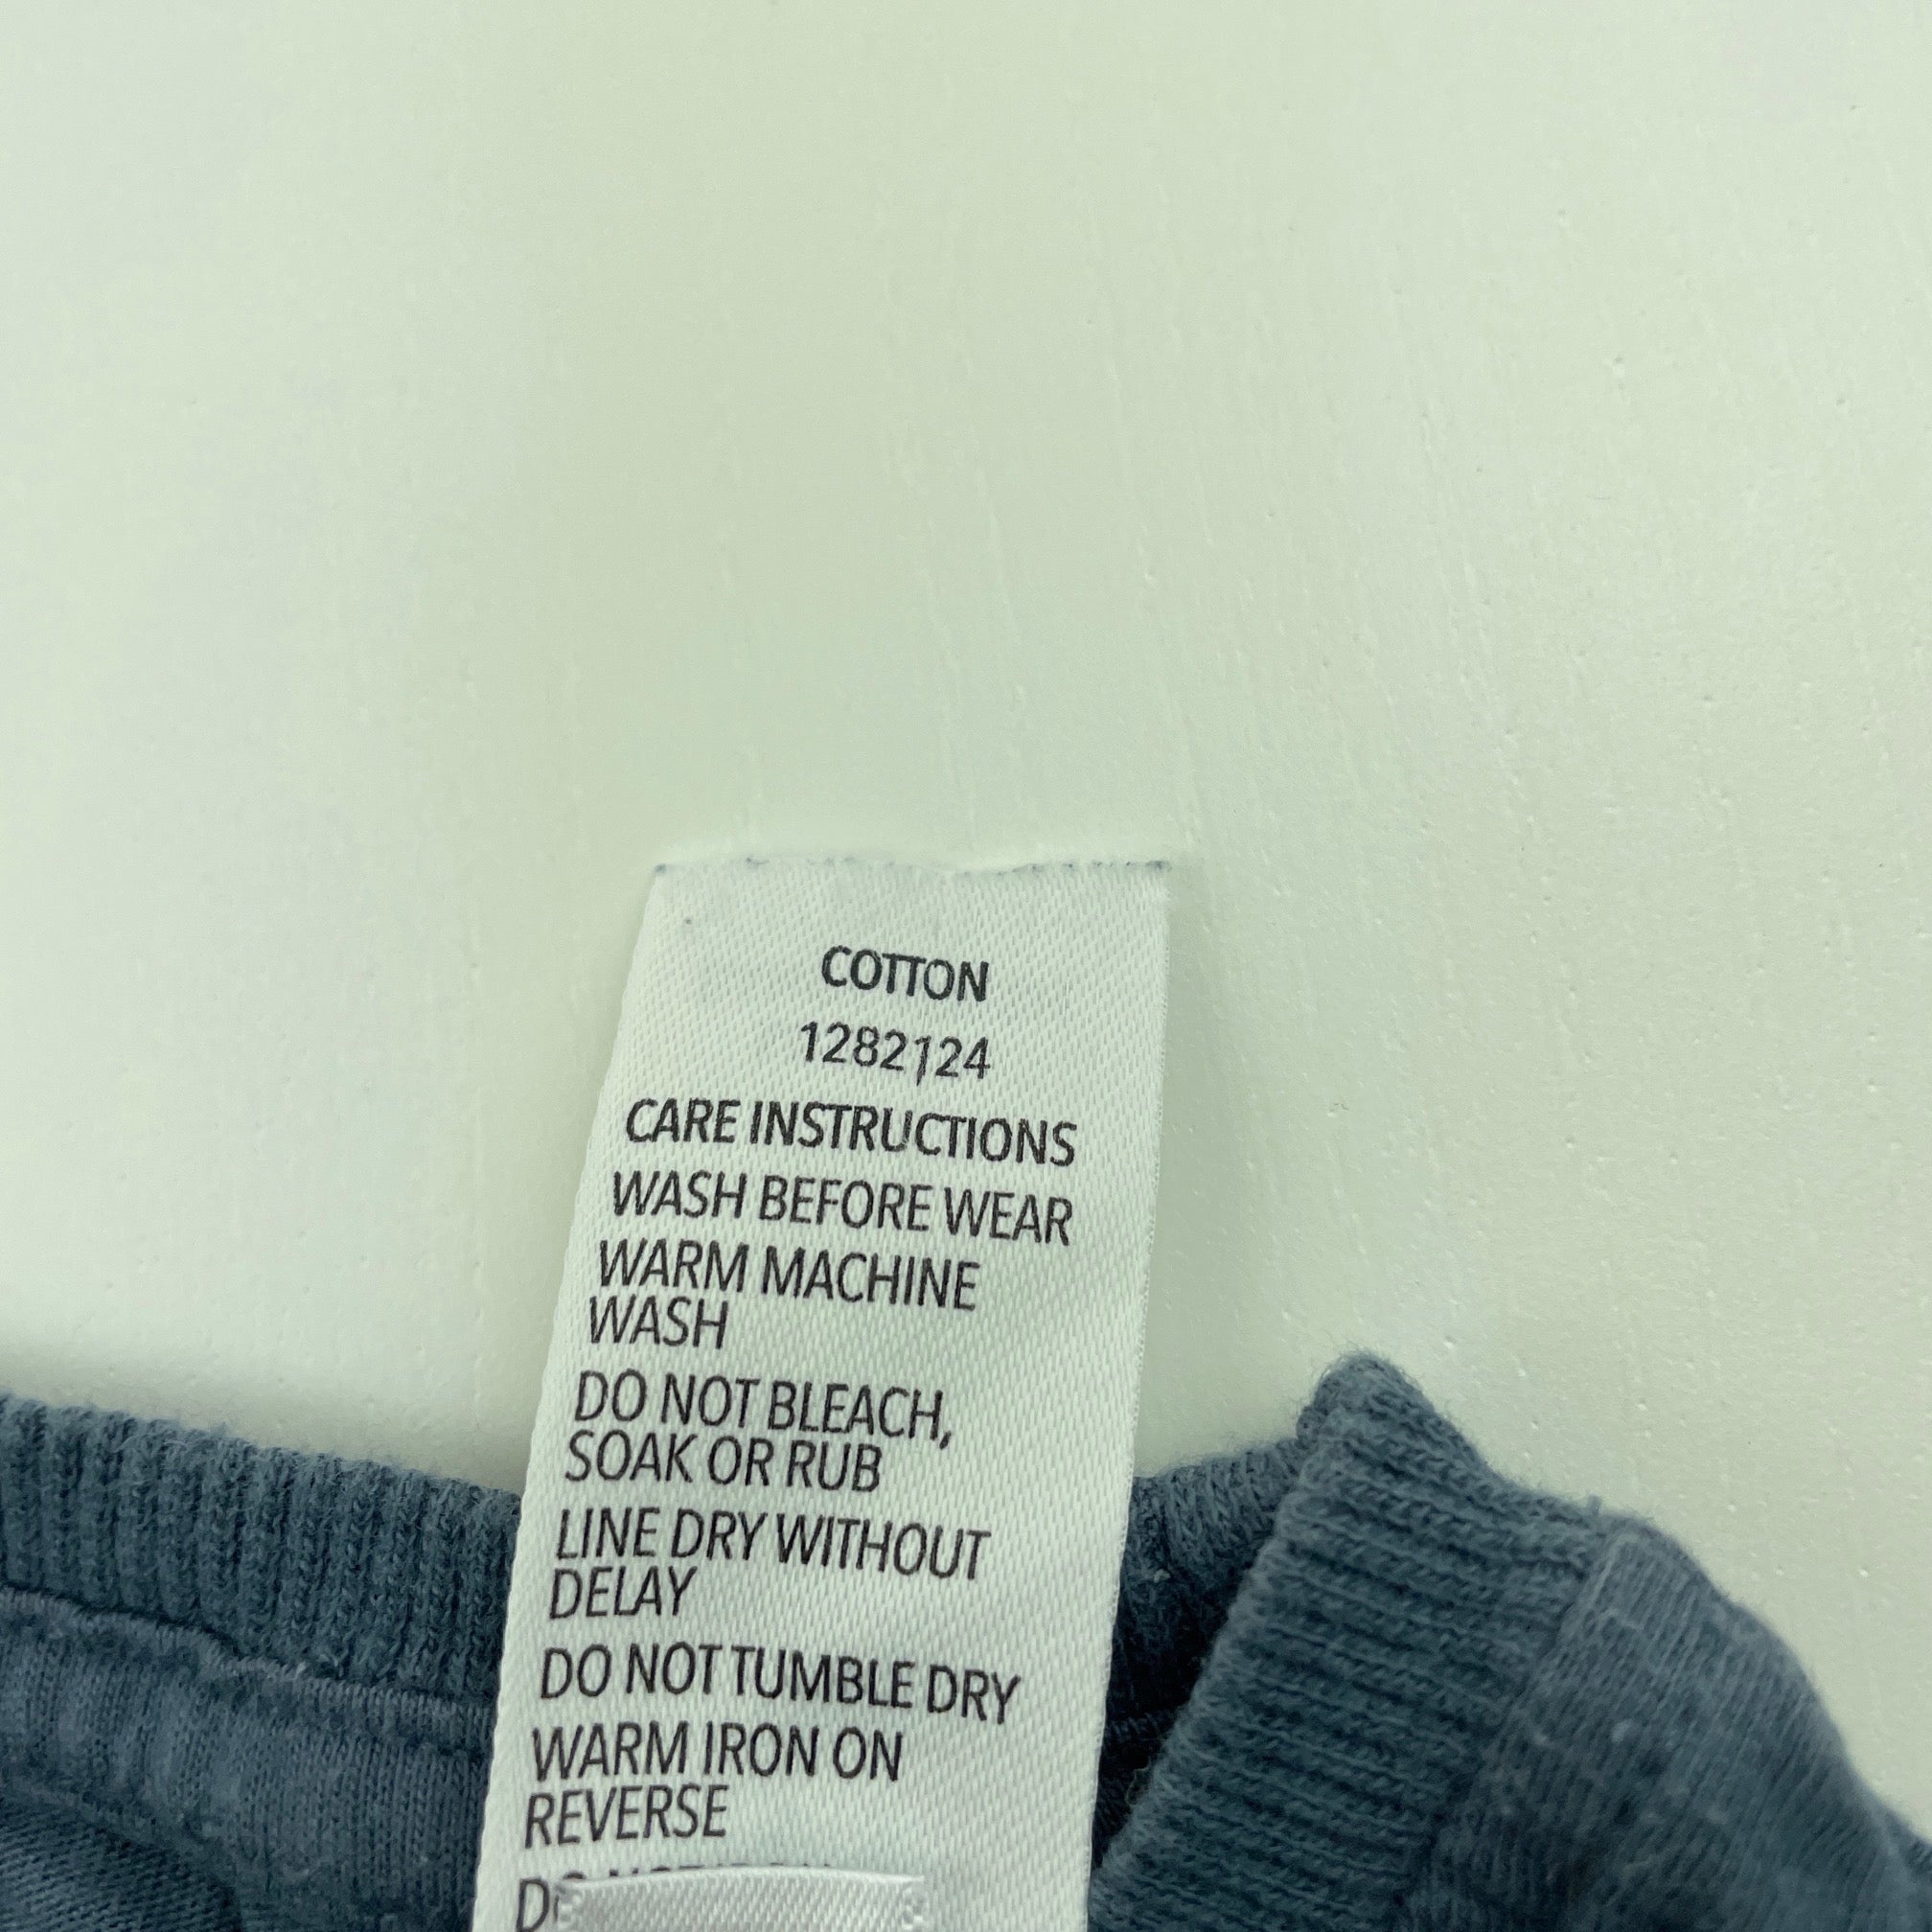 COTTON
1282124
CARE INSTRUCTIONS
WASH BEFORE WEAR
WARM MACHINE
WASH
DO NOT BLEACH,
SOAK OR RUB
LINE DRY WITHOUT
DELAY
DO NOT TUMBLE DRY
WARM IRON ON
REVERSE